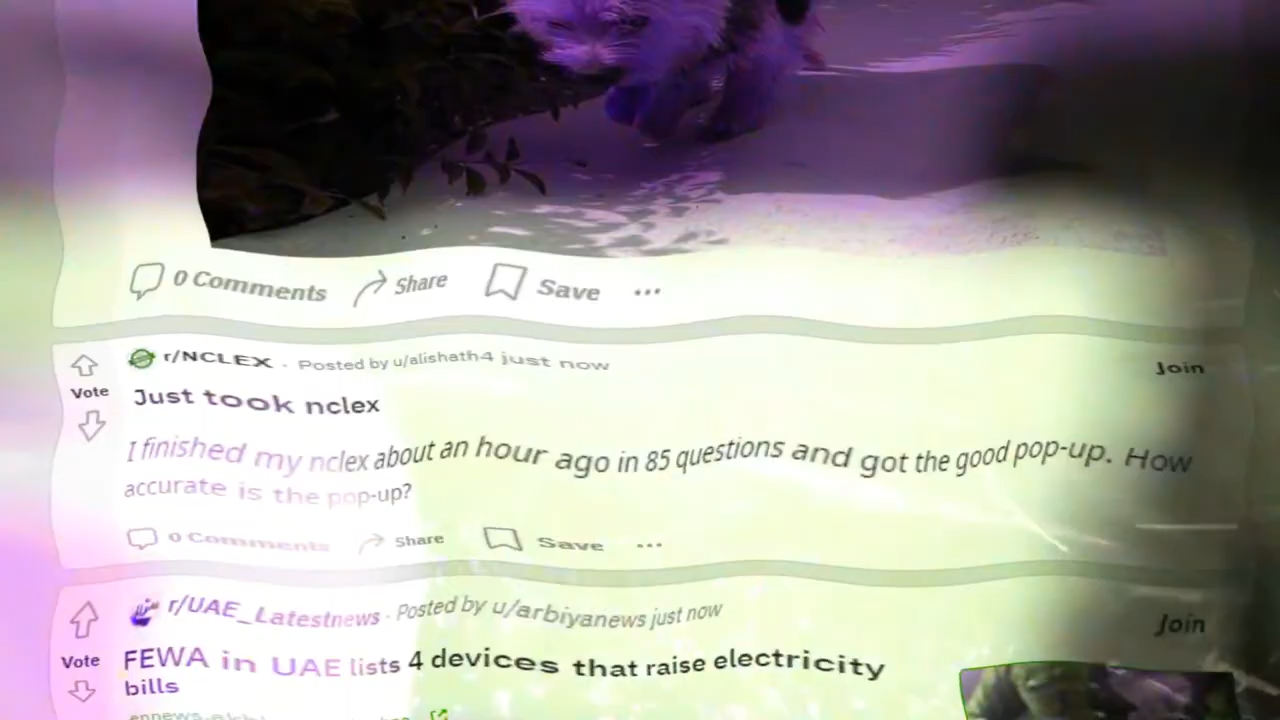 0 Comments Share Save ...
r/NCLEX · Posted by u/alishath4 just now Join
Vote
Just took nclex
I finished my nclex about an hour ago in 85 questions and got the good pop-up. How
accurate is the pop-up?
0 Comments Share Save ...
r/UAE_Latestnews · Posted by u/arbiyanews just now Join
Vote
FEWA in UAE lists 4 devices that raise electricity
bills